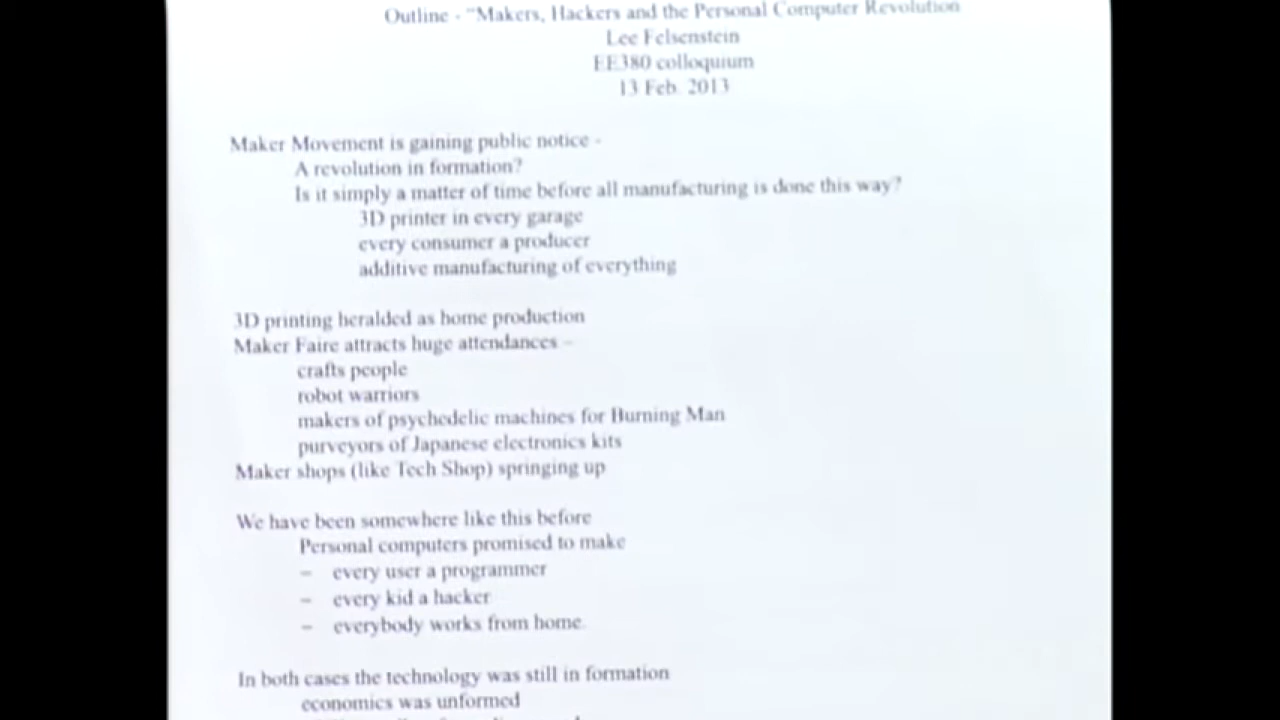 Outline - "Makers, Hackers and the Personal Computer Revolution
Lee Felsenstein
EE380 colloquium
13 Feb. 2013
Maker Movement is gaining public notice -
A revolution in formation?
Is it simply a matter of time before all manufacturing is done this way?
3D printer in every garage
every consumer a producer
additive manufacturing of everything
3D printing heralded as home production
Maker Faire attracts huge attendances –
crafts people
robot warriors
makers of psychedelic machines for Burning Man
purveyors of Japanese electronics kits
Maker shops (like Tech Shop) springing up
We have been somewhere like this before
Personal computers promised to make
– every user a programmer
– every kid a hacker
– everybody works from home.
In both cases the technology was still in formation
economics was unformed